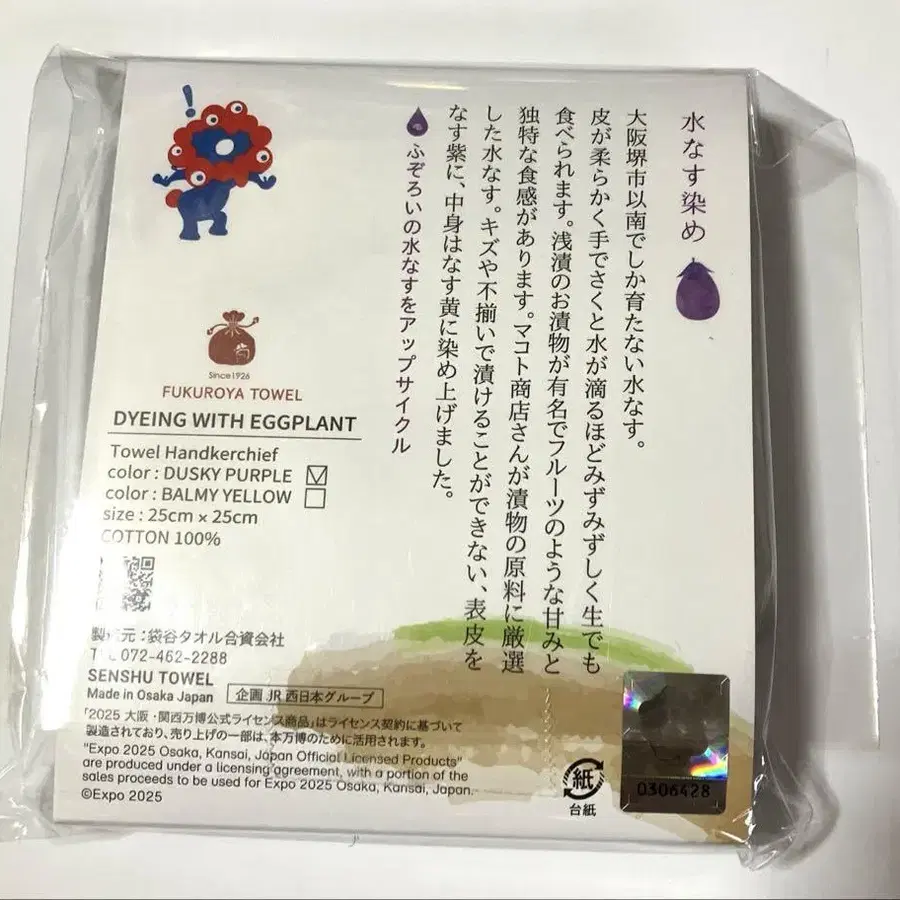 水なす染め
大阪堺市以南でしか育たない水なす。
皮が柔らかく手でさくと水が滴るほどみずみずしく生でも
食べられます。浅漬のお漬物が有名でフルーツのような甘みと
独特な食感があります。マコト商店さんが漬物の原料に厳選
した水なす。キズや不揃いで漬けることができない、表皮を
なす紫に、中身はなす黄に染め上げました。
ふぞろいの水なすをアップサイクル
!
Since1926
FUKUROYA TOWEL
DYEING WITH EGGPLANT
Towel Handkerchief
color : DUSKY PURPLE ☑
color : BALMY YELLOW ☐
size : 25cm × 25cm
COTTON 100%
製造元：袋谷タオル合資会社
TEL 072-462-2288
SENSHU TOWEL
Made in Osaka Japan 企画 JR 西日本グループ
「2025 大阪・関西万博公式ライセンス商品」はライセンス契約に基づいて
製造されており、売り上げの一部は、本万博のために活用されます。
"Expo 2025 Osaka, Kansai, Japan Official Licensed Products"
are produced under a licensing agreement, with a portion of the
sales proceeds to be used for Expo 2025 Osaka, Kansai, Japan.
©Expo 2025
紙
台紙
0306428